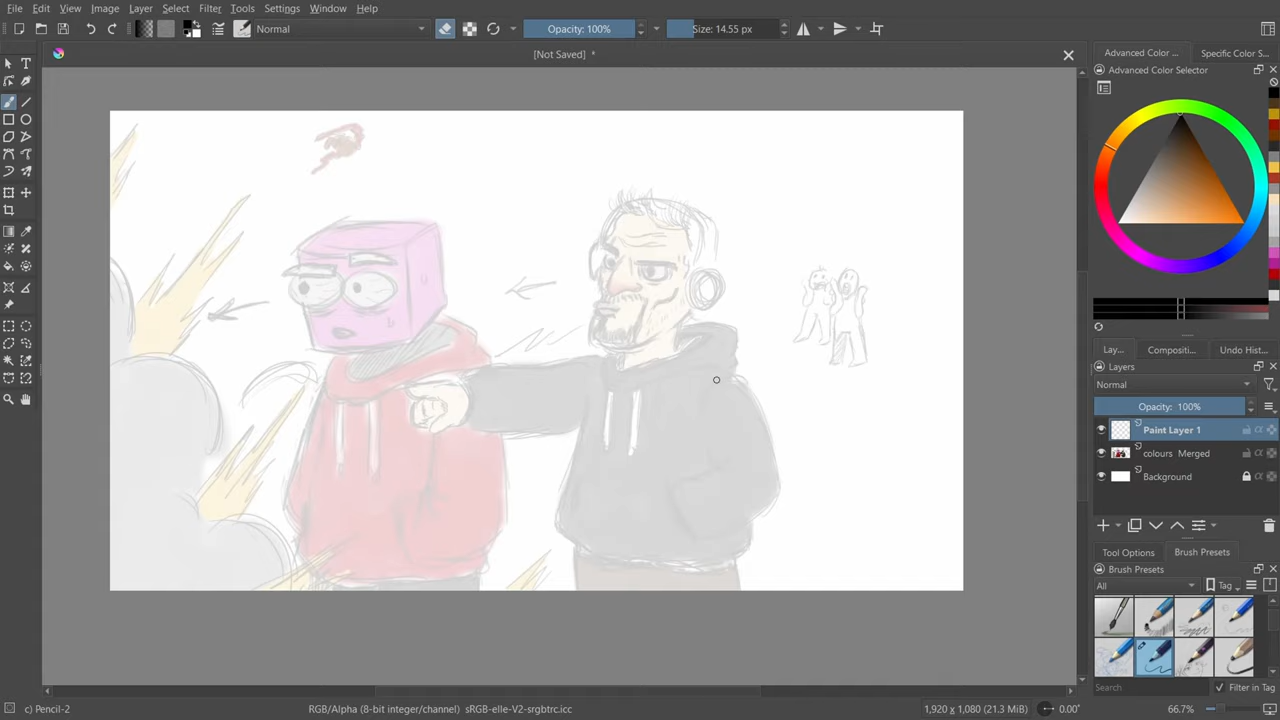 File Edit View Image Layer Select Filter Tools Settings Window Help
Normal Opacity: 100% Size: 14.55 px
[Not Saved] *
Advanced Color ... Specific Color S...
Advanced Color Selector
Lay... Compositi... Undo Hist...
Layers
Normal
Opacity: 100%
Paint Layer 1
colours Merged
Background
Tool Options Brush Presets
Brush Presets
All Tag
Search Filter in Tag
c) Pencil-2 RGB/Alpha (8-bit integer/channel) sRGB-elle-V2-srgbtrc.icc 1,920 x 1,080 (21.3 MiB) 0.00° 66.7%